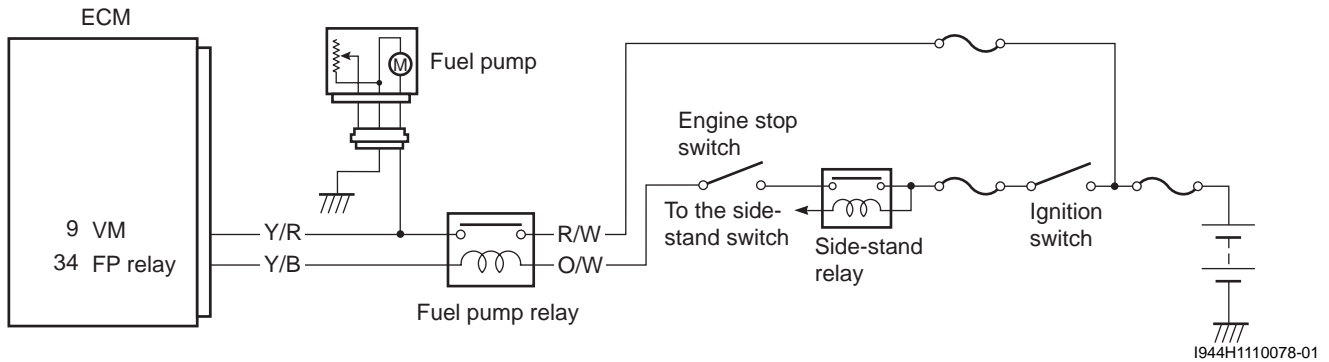 ECM
M
Fuel pump
Engine stop
switch
To the side-
stand switch
Side-stand
relay
Ignition
switch
9 VM
34 FP relay
Y/R
Y/B
R/W
O/W
Fuel pump relay
I944H1110078-01